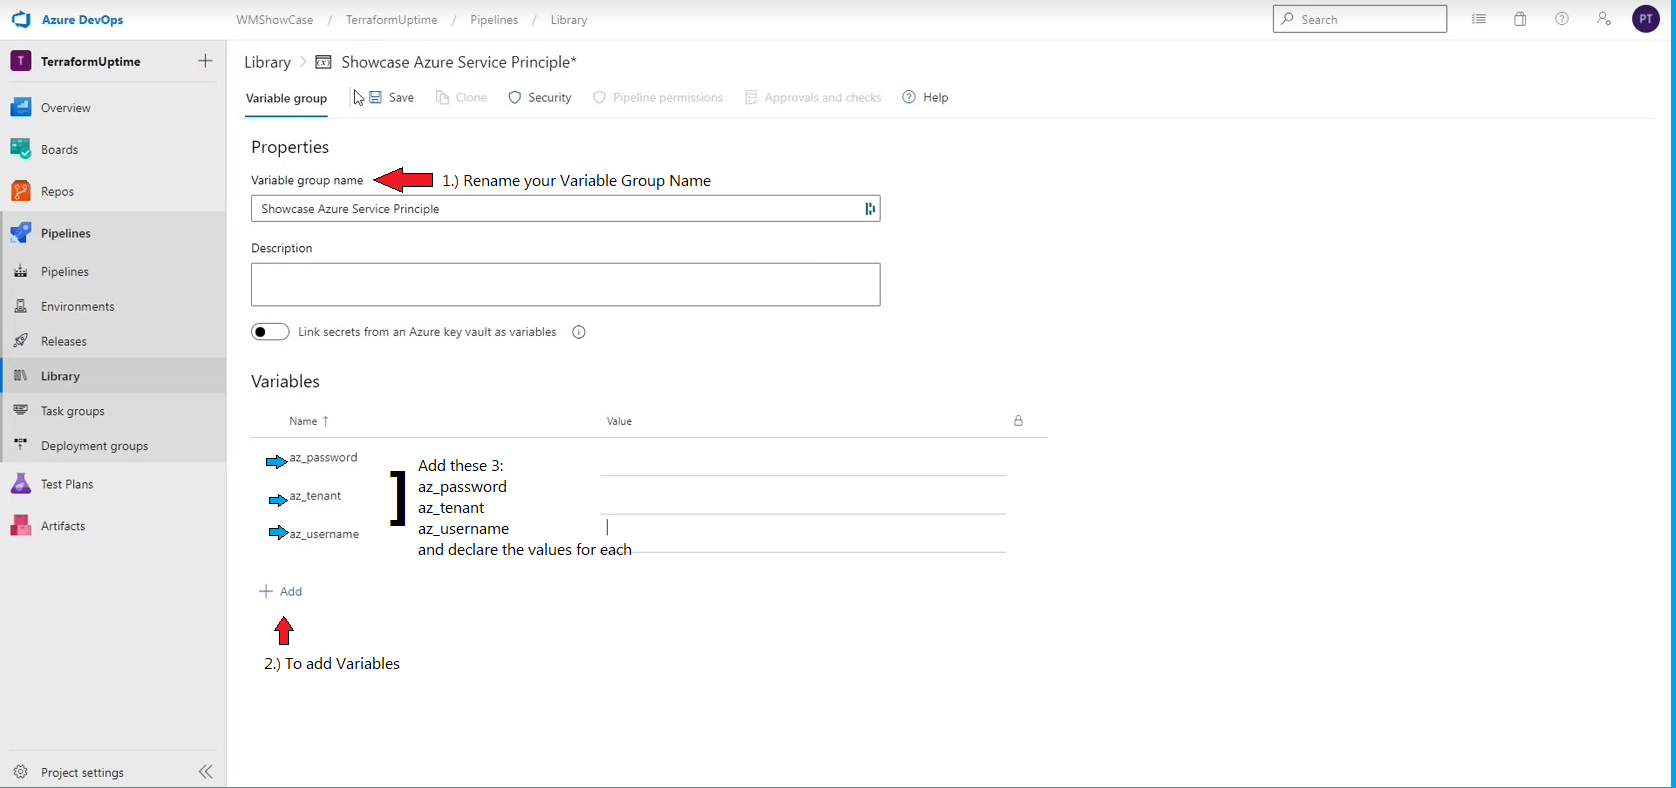 Azure DevOps
WMShowCase / TerraformUptime / Pipelines / Library
Search
PT
T TerraformUptime
Library > Showcase Azure Service Principle*
Variable group
Save
Clone
Security
Pipeline permissions
Approvals and checks
Help
Overview
Boards
Repos
Pipelines
Pipelines
Environments
Releases
Library
Task groups
Deployment groups
Test Plans
Artifacts
Project settings
Properties
Variable group name
1.) Rename your Variable Group Name
Showcase Azure Service Principle
Description
Link secrets from an Azure key vault as variables
Variables
Name ↑
Value
az_password
az_tenant
az_username
]
Add these 3:
az_password
az_tenant
az_username
and declare the values for each
+ Add
2.) To add Variables